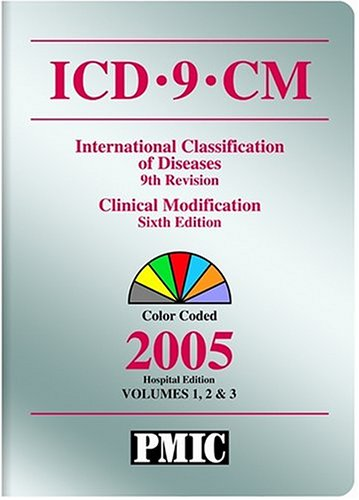 ICD·9·CM
International Classification
of Diseases
9th Revision
Clinical Modification
Sixth Edition
Color Coded
2005
Hospital Edition
VOLUMES 1, 2 & 3
PMIC